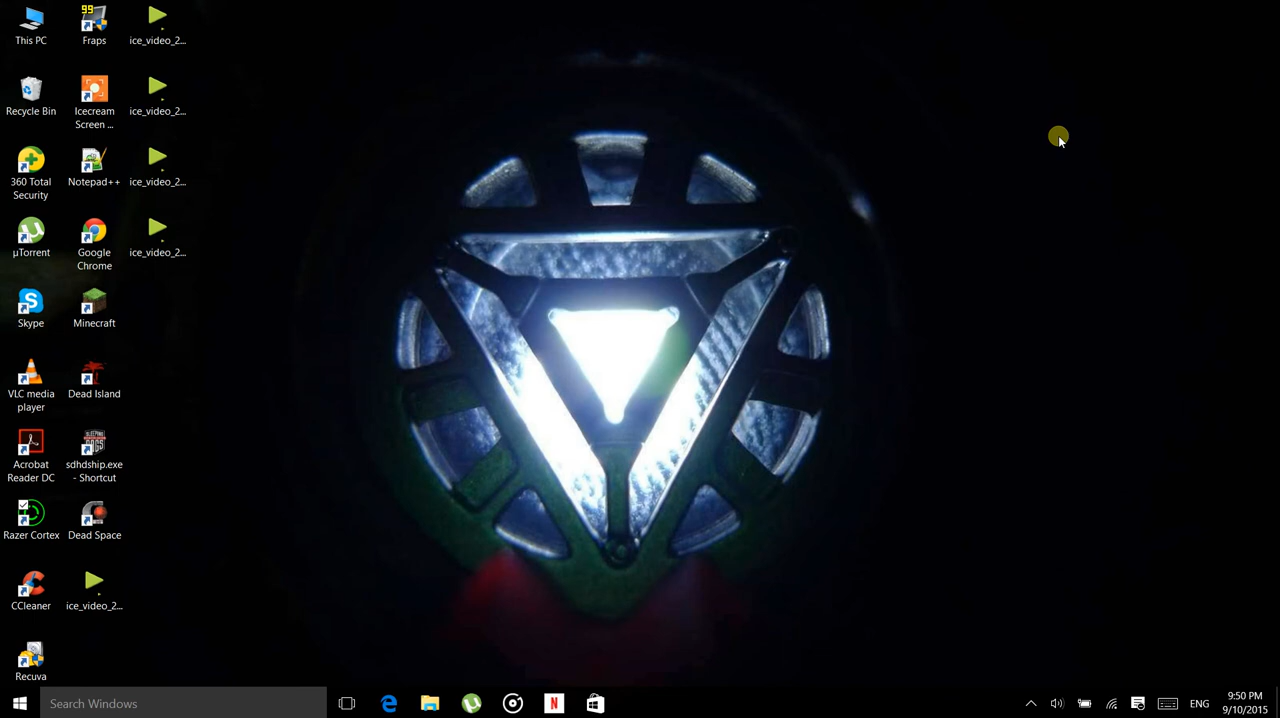 This PC
Recycle Bin
360 Total
Security
µTorrent
Skype
VLC media
player
Acrobat
Reader DC
Razer Cortex
CCleaner
Recuva
99
Fraps
Icecream
Screen ...
Notepad++
Google
Chrome
Minecraft
Dead Island
sdhdship.exe
- Shortcut
Dead Space
ice_video_2...
ice_video_2...
ice_video_2...
ice_video_2...
ice_video_2...
Search Windows
N
ENG
9:50 PM
9/10/2015